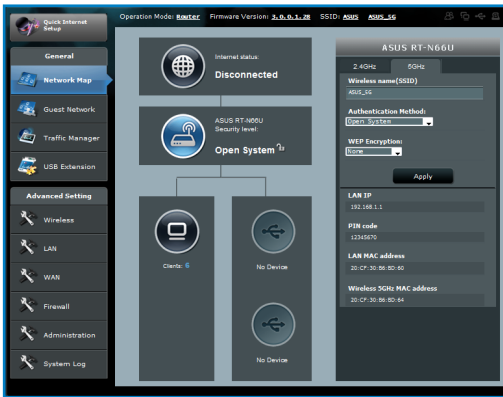 Quick Internet
Setup
Operation Mode: Router Firmware Version: 3.0.0.1.28 SSID: ASUS ASUS_5G
General
Network Map
Guest Network
Traffic Manager
USB Extension
Advanced Setting
Wireless
LAN
WAN
Firewall
Administration
System Log
Internet status:
Disconnected
ASUS RT-N66U
Security level:
Open System
Clients: 6
No Device
No Device
ASUS RT-N66U
2.4GHz 5GHz
Wireless name(SSID)
ASUS_5G
Authentication Method:
Open System
WEP Encryption:
None
Apply
LAN IP
192.168.1.1
PIN code
12345670
LAN MAC address
20:CF:30:B6:BD:60
Wireless 5GHz MAC address
20:CF:30:B6:BD:64